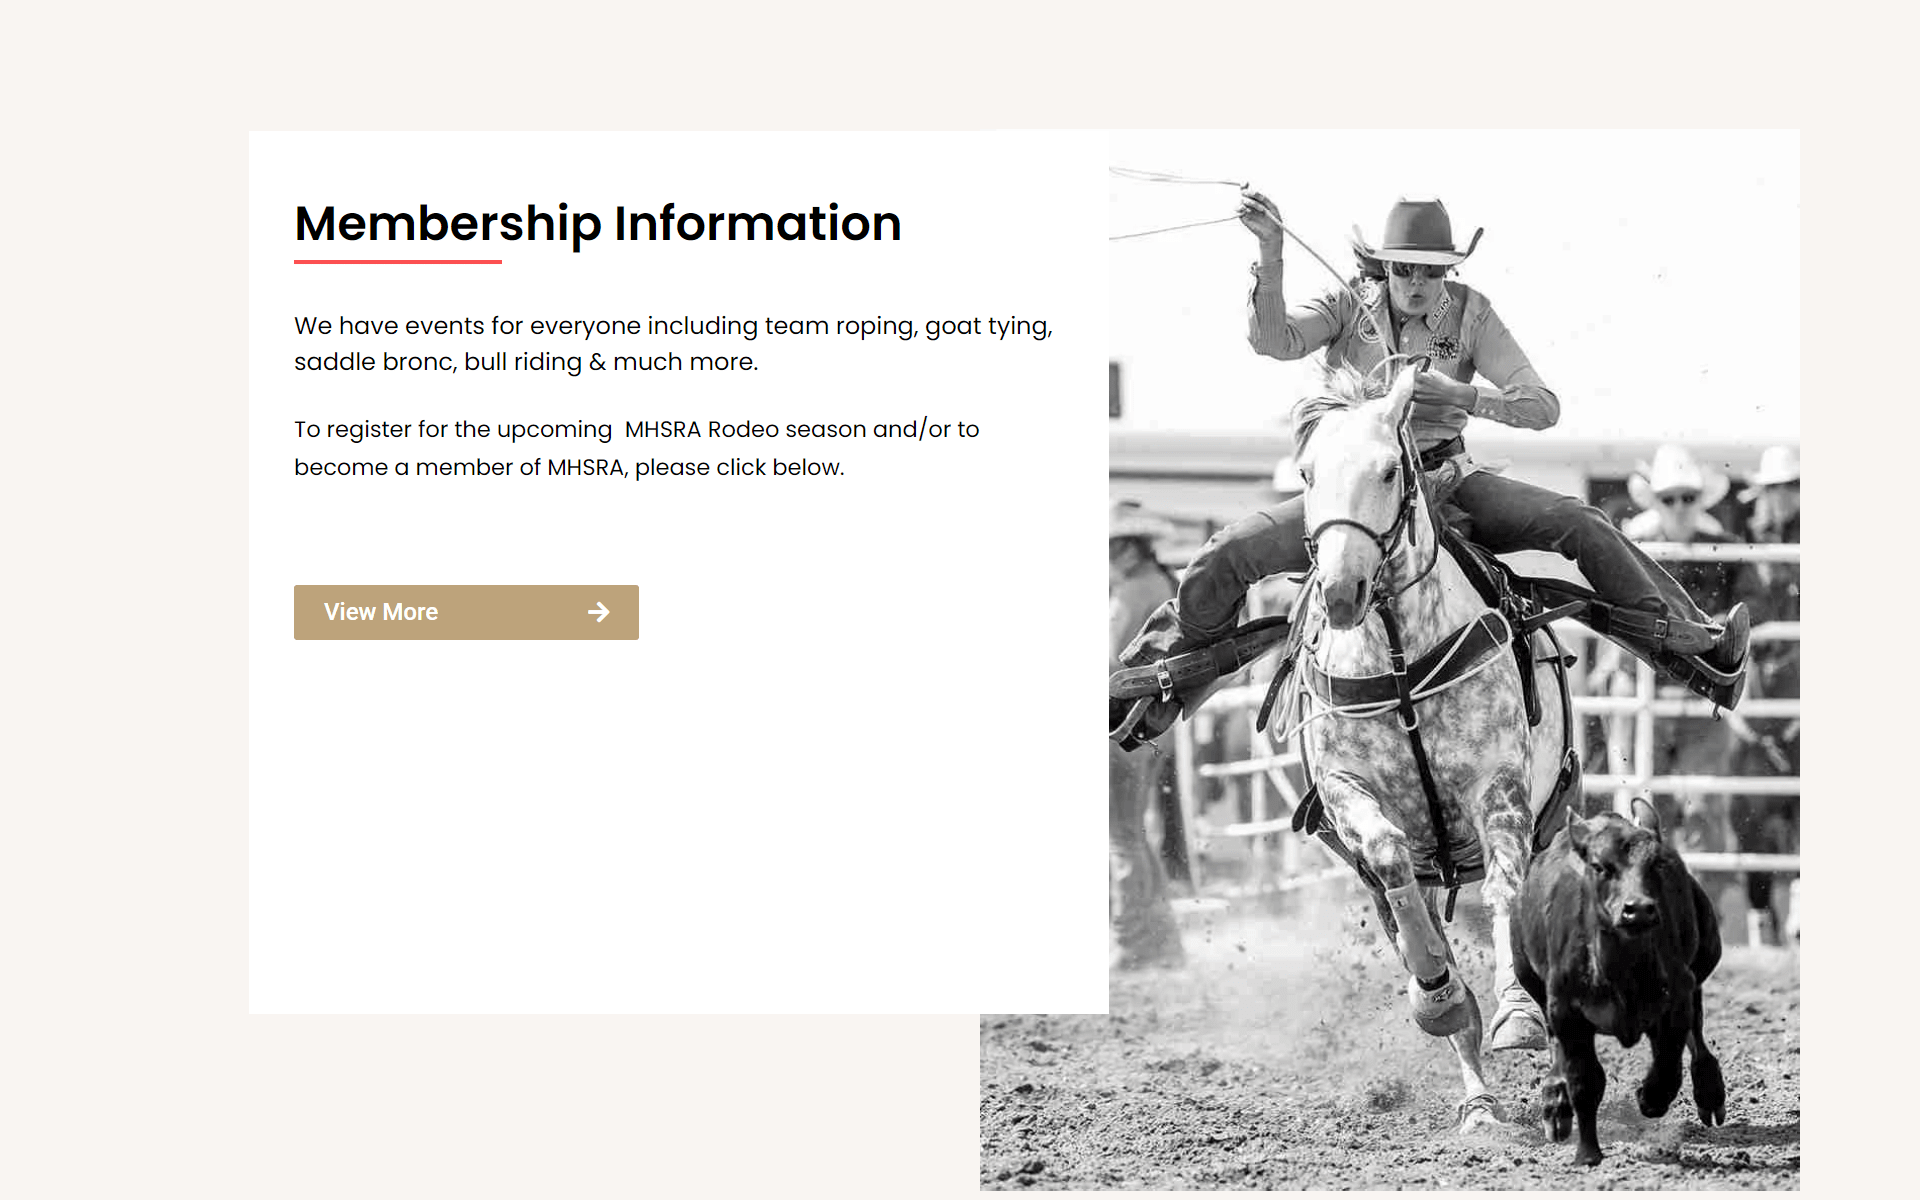 Membership Information
We have events for everyone including team roping, goat tying,
saddle bronc, bull riding & much more.
To register for the upcoming  MHSRA Rodeo season and/or to
become a member of MHSRA, please click below.
View More